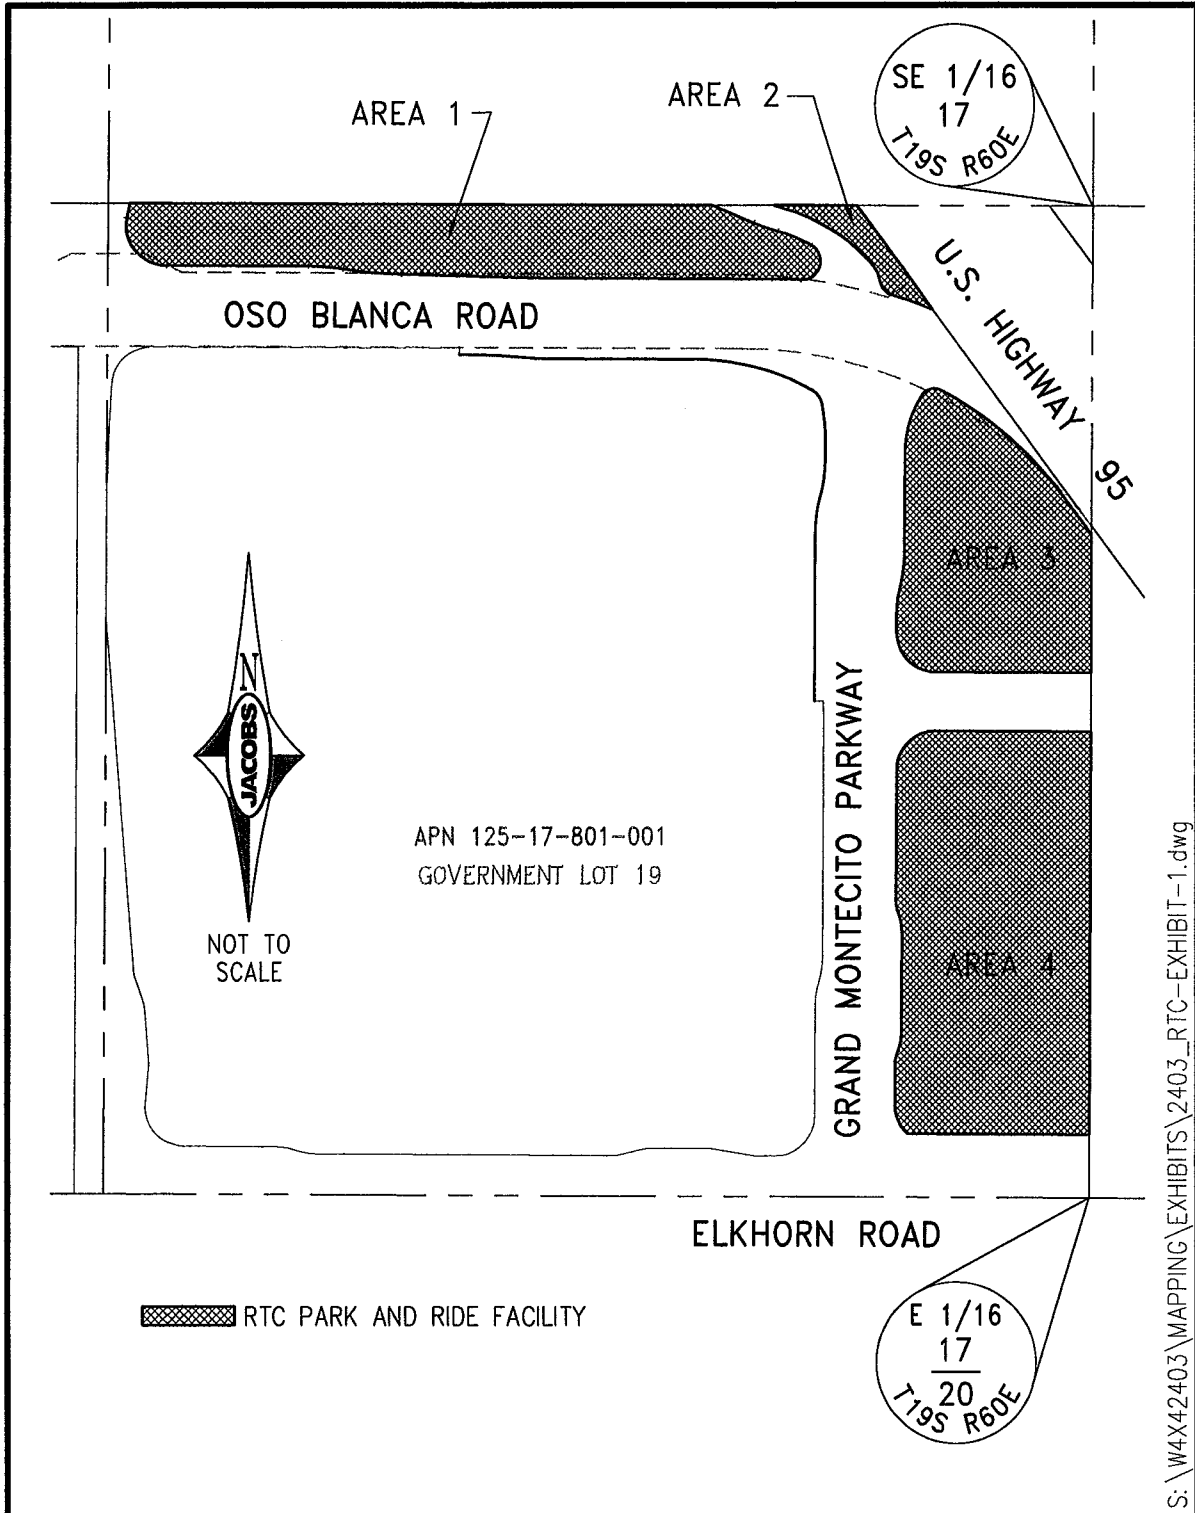 AREA 1
AREA 2
SE 1/16
17
T19S R60E
U.S. HIGHWAY 95
OSO BLANCA ROAD
AREA 3
N
JACOBS
NOT TO
SCALE
APN 125-17-801-001
GOVERNMENT LOT 19
GRAND MONTECITO PARKWAY
AREA 4
ELKHORN ROAD
RTC PARK AND RIDE FACILITY
E 1/16
17
20
T19S R60E
S:\W4X42403\MAPPING\EXHIBITS\2403_RTC-EXHIBIT-1.dwg